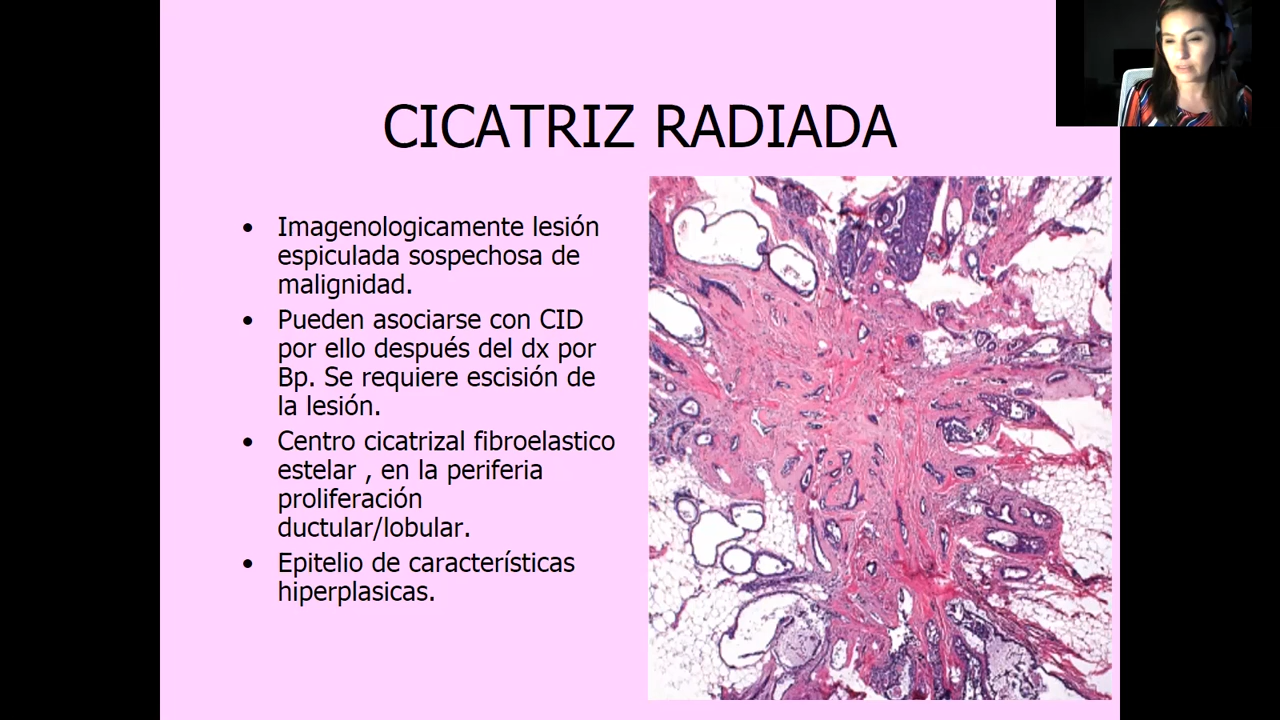 CICATRIZ RADIADA
• Imagenologicamente lesión
espiculada sospechosa de
malignidad.
• Pueden asociarse con CID
por ello después del dx por
Bp. Se requiere escisión de
la lesión.
• Centro cicatrizal fibroelastico
estelar , en la periferia
proliferación
ductular/lobular.
• Epitelio de características
hiperplasicas.